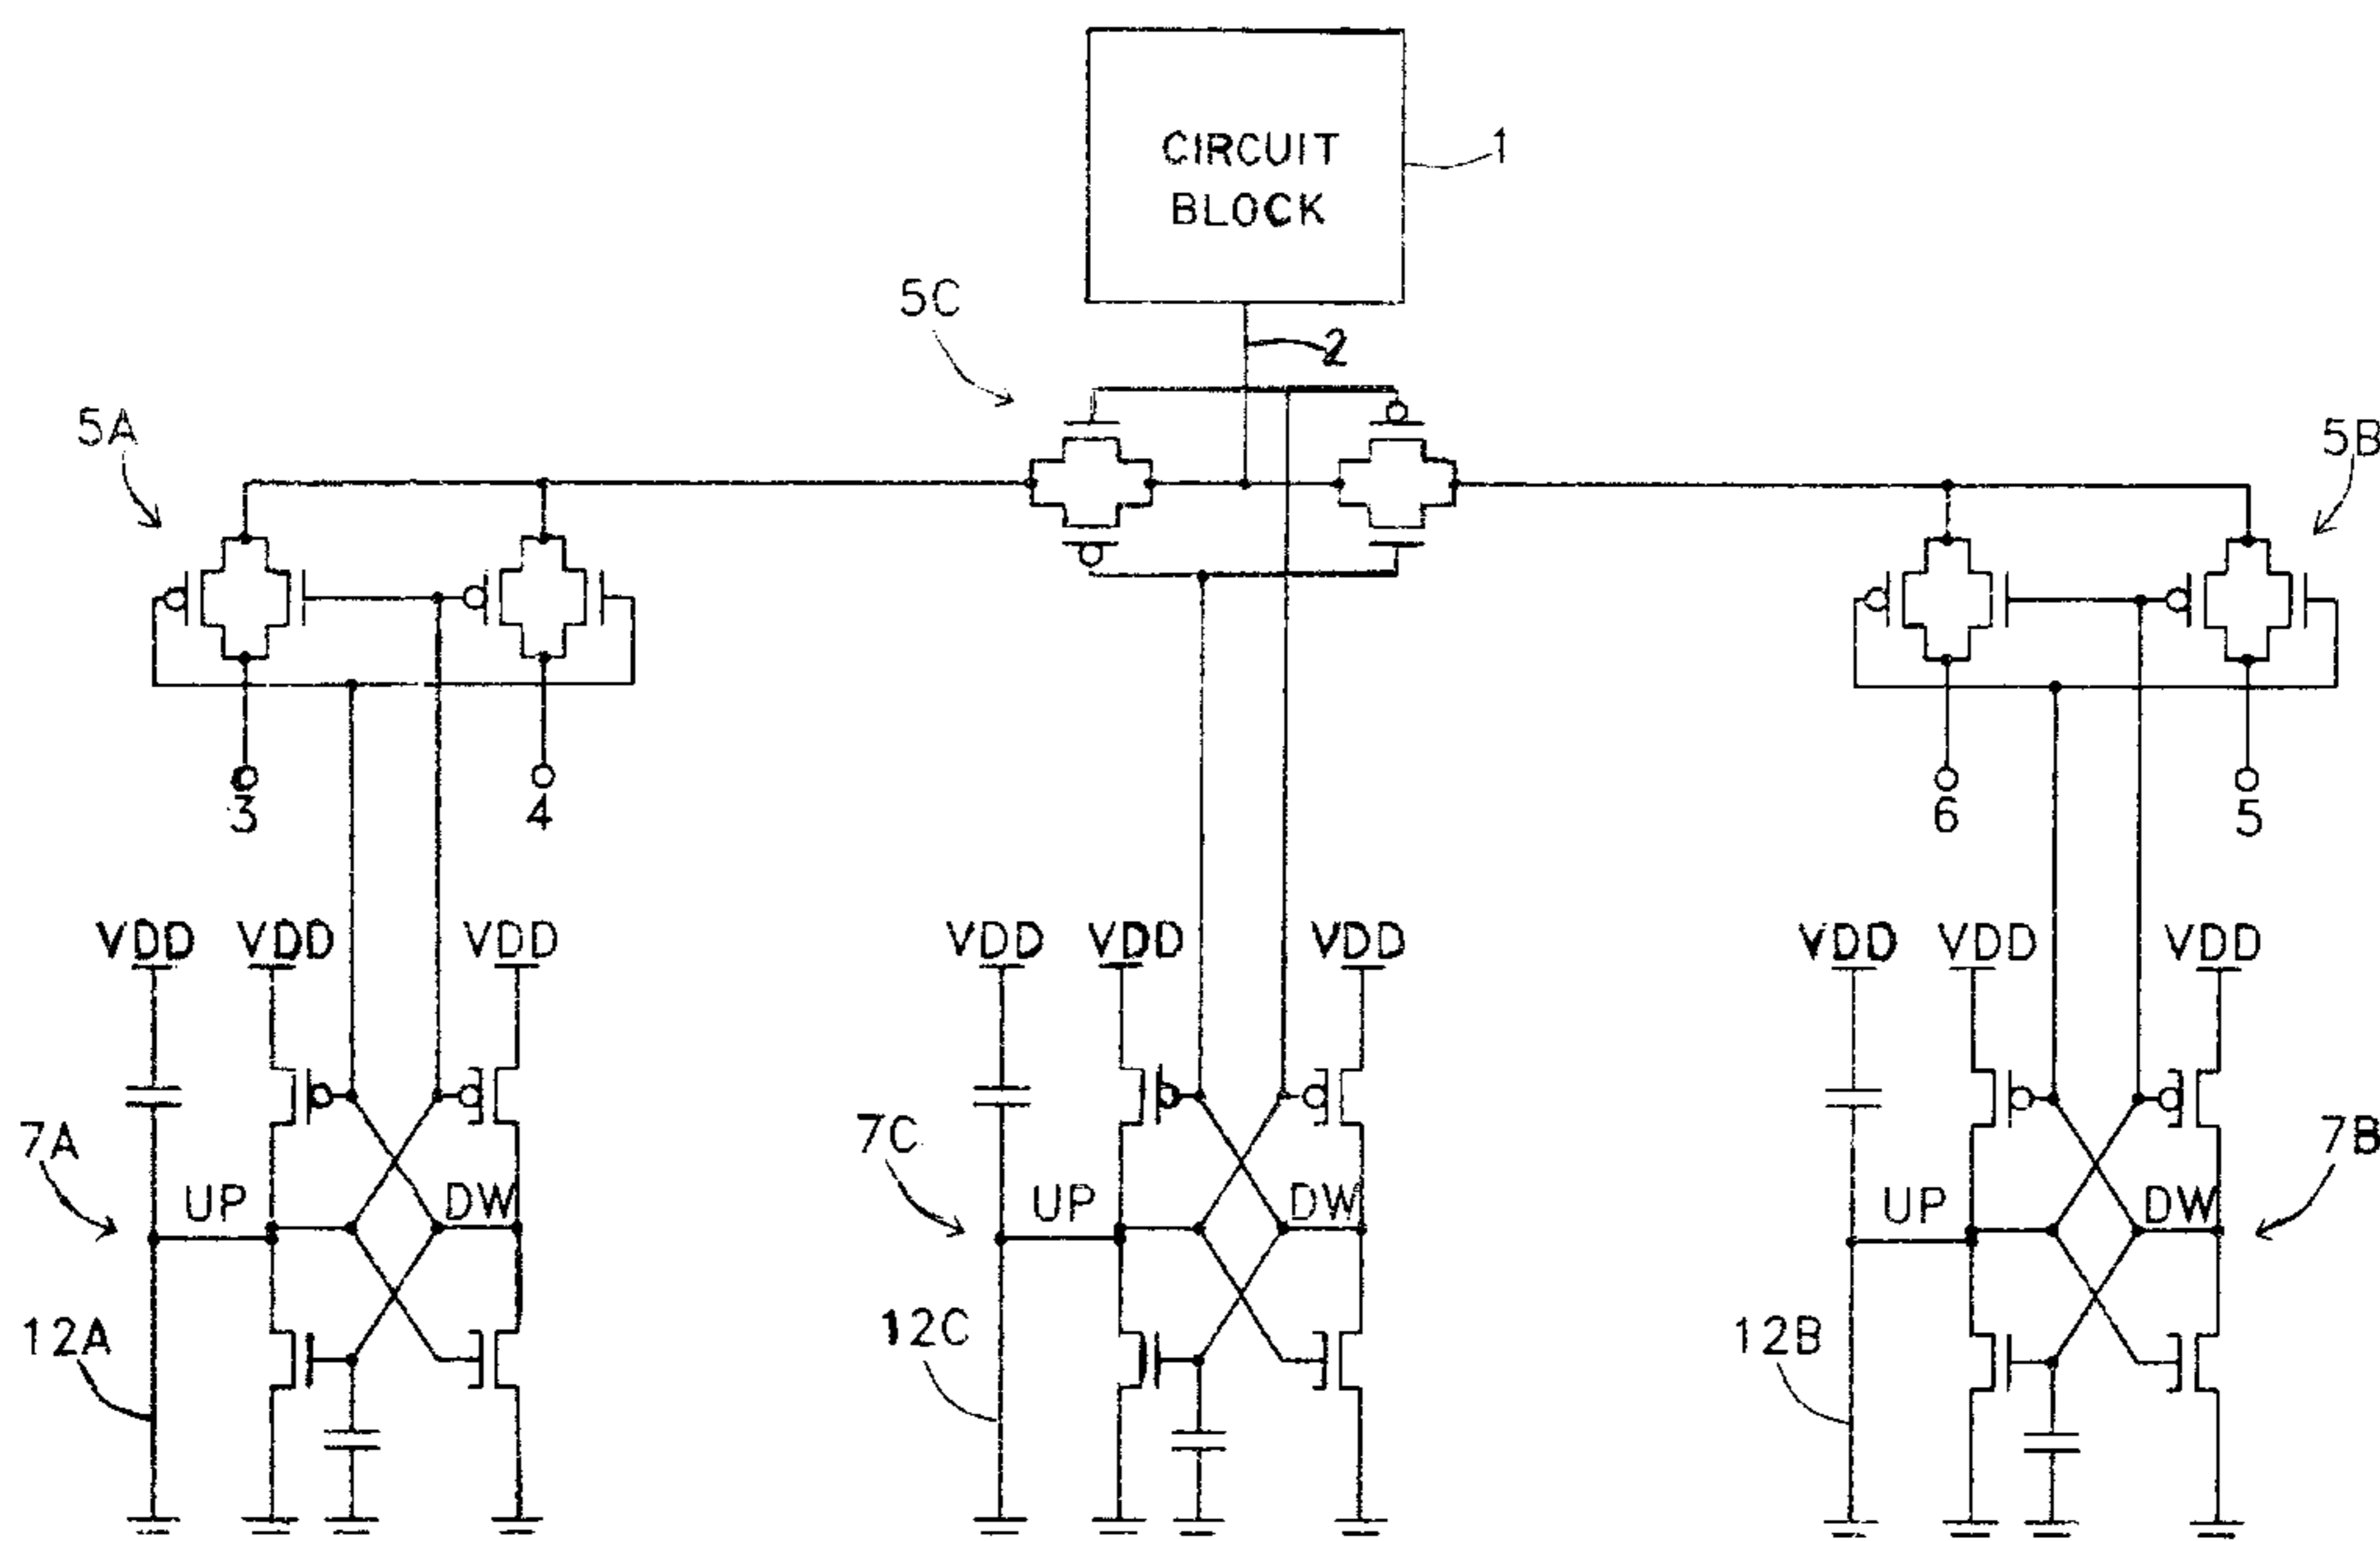 CIRCUIT
BLOCK
1
5C
2
5A
5B
3
4
6
5
VDD VDD VDD
VDD VDD VDD
VDD VDD VDD
7A
7C
7B
UP DW
UP DW
UP DW
12A
12C
12B